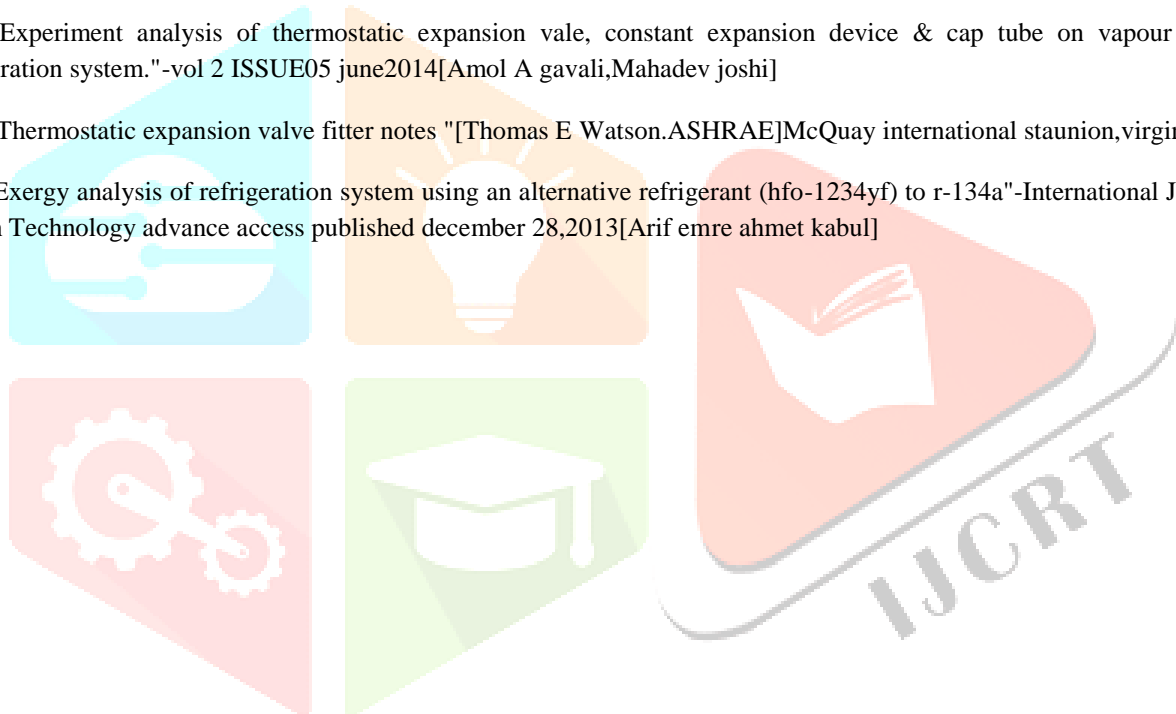 Experiment analysis of thermostatic expansion vale, constant expansion device & cap tube on vapour
ration system."-vol 2 ISSUE05 june2014[Amol A gavali,Mahadev joshi]
Thermostatic expansion valve fitter notes "[Thomas E Watson.ASHRAE]McQuay international staunion,virgin
Exergy analysis of refrigeration system using an alternative refrigerant (hfo-1234yf) to r-134a"-International J
n Technology advance access published december 28,2013[Arif emre ahmet kabul]
IJCRT